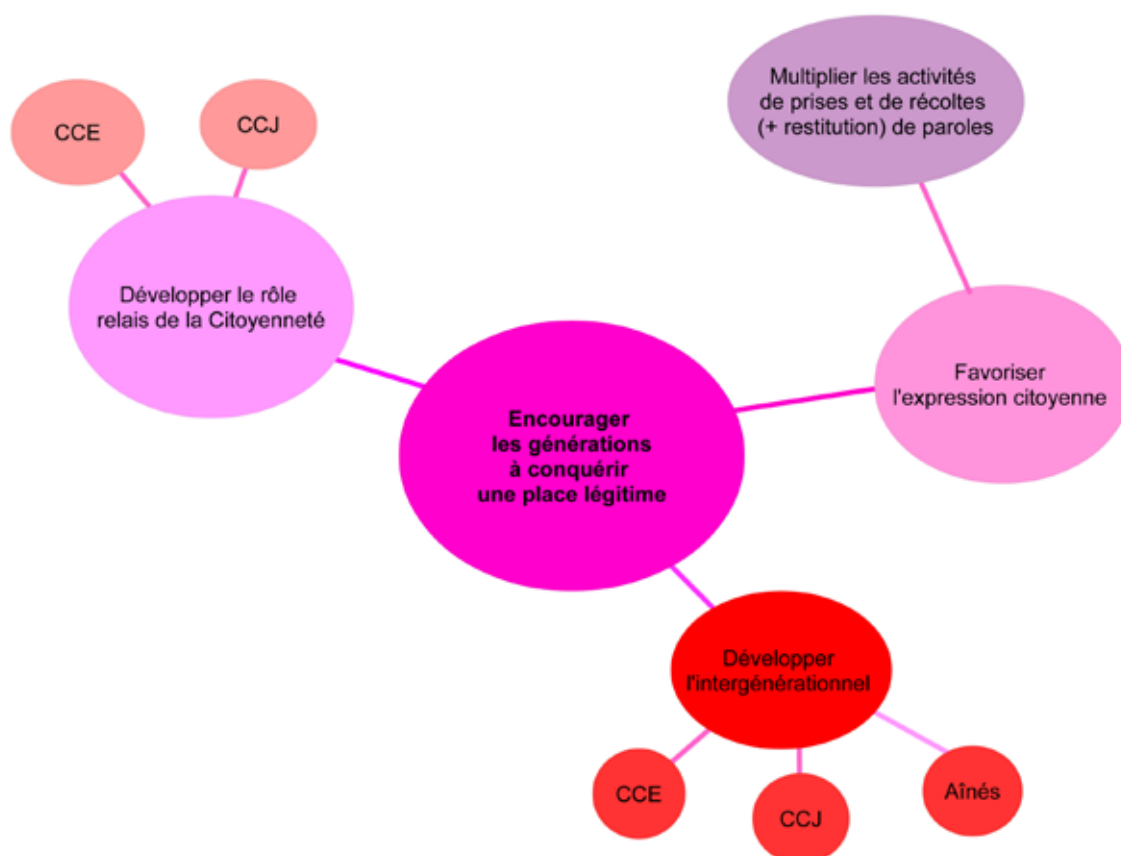 CCE
CCJ
Développer le rôle
relais de la Citoyenneté
Multiplier les activités
de prises et de récoltes
(+ restitution) de paroles
Favoriser
l'expression citoyenne
Encourager
les générations
à conquérir
une place légitime
Développer
l'intergénérationnel
CCE
CCJ
Aînés